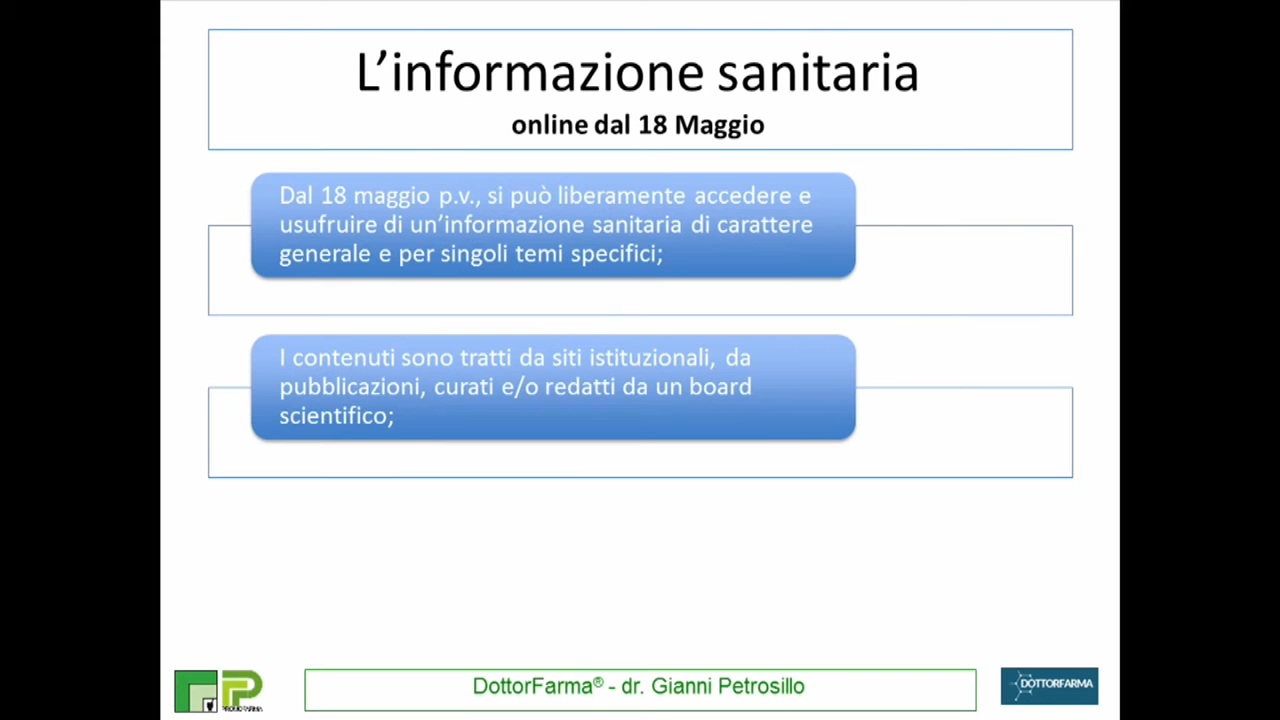 L’informazione sanitaria
online dal 18 Maggio
Dal 18 maggio p.v., si può liberamente accedere e
usufruire di un’informazione sanitaria di carattere
generale e per singoli temi specifici;
I contenuti sono tratti da siti istituzionali, da
pubblicazioni, curati e/o redatti da un board
scientifico;
PROMOFARMA
DottorFarma® - dr. Gianni Petrosillo
DOTTORFARMA